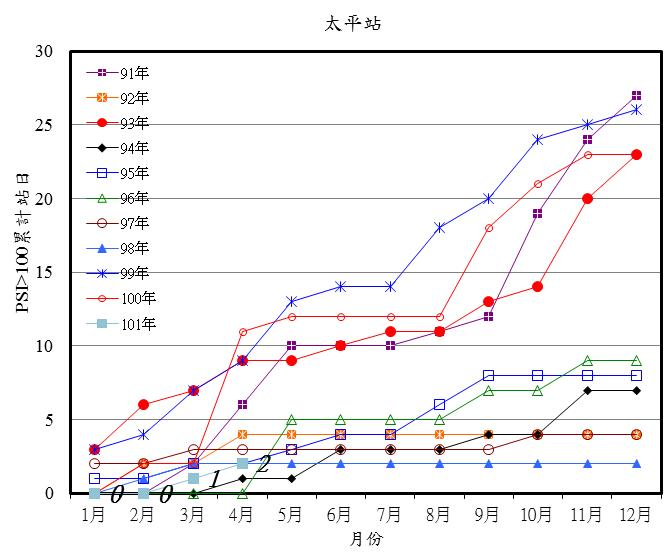 太平站
PSI>100累計站日
30
25
20
15
10
5
0
91年
92年
93年
94年
95年
96年
97年
98年
99年
100年
101年
0 0 1 2
1月 2月 3月 4月 5月 6月 7月 8月 9月 10月 11月 12月
月份